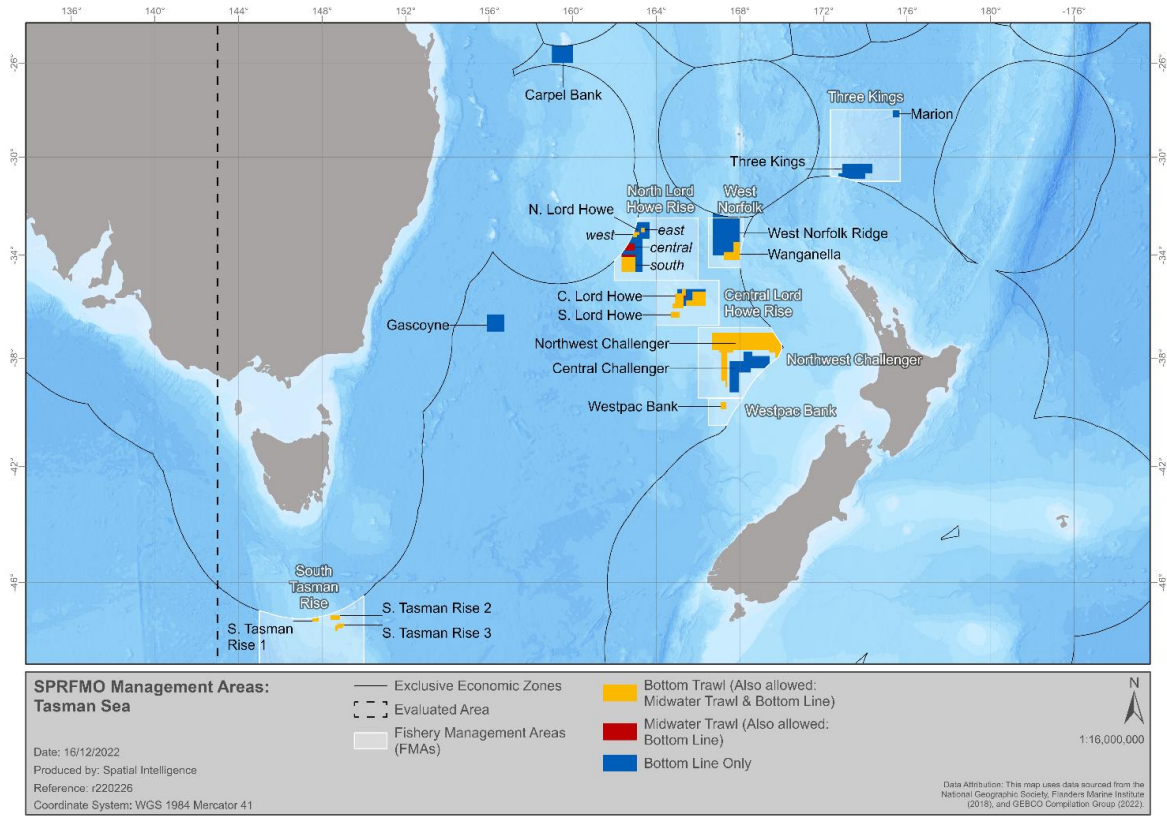 136°
140°
144°
148°
152°
156°
160°
164°
168°
172°
176°
180°
-176°
-26°
-26°
Carpel Bank
Three Kings
Marion
-30°
Three Kings
-30°
North Lord
Howe Rise
West
Norfolk
N. Lord Howe
west
east
central
south
West Norfolk Ridge
Wanganella
-34°
-34°
C. Lord Howe
S. Lord Howe
Central Lord
Howe Rise
Gascoyne
Northwest Challenger
Northwest Challenger
Central Challenger
-38°
-38°
Westpac Bank
Westpac Bank
-42°
-42°
-46°
-46°
South
Tasman
Rise
S. Tasman
Rise 1
S. Tasman Rise 2
S. Tasman Rise 3
SPRFMO Management Areas:
Tasman Sea
Date: 16/12/2022
Produced by: Spatial Intelligence
Reference: r220226
Coordinate System: WGS 1984 Mercator 41
Exclusive Economic Zones
Evaluated Area
Fishery Management Areas
(FMAs)
Bottom Trawl (Also allowed:
Midwater Trawl & Bottom Line)
Midwater Trawl (Also allowed:
Bottom Line)
Bottom Line Only
N
1:16,000,000
Data Attribution: This map uses data sourced from the
National Geographic Society, Flanders Marine Institute
(2018), and GEBCO Compilation Group (2022).